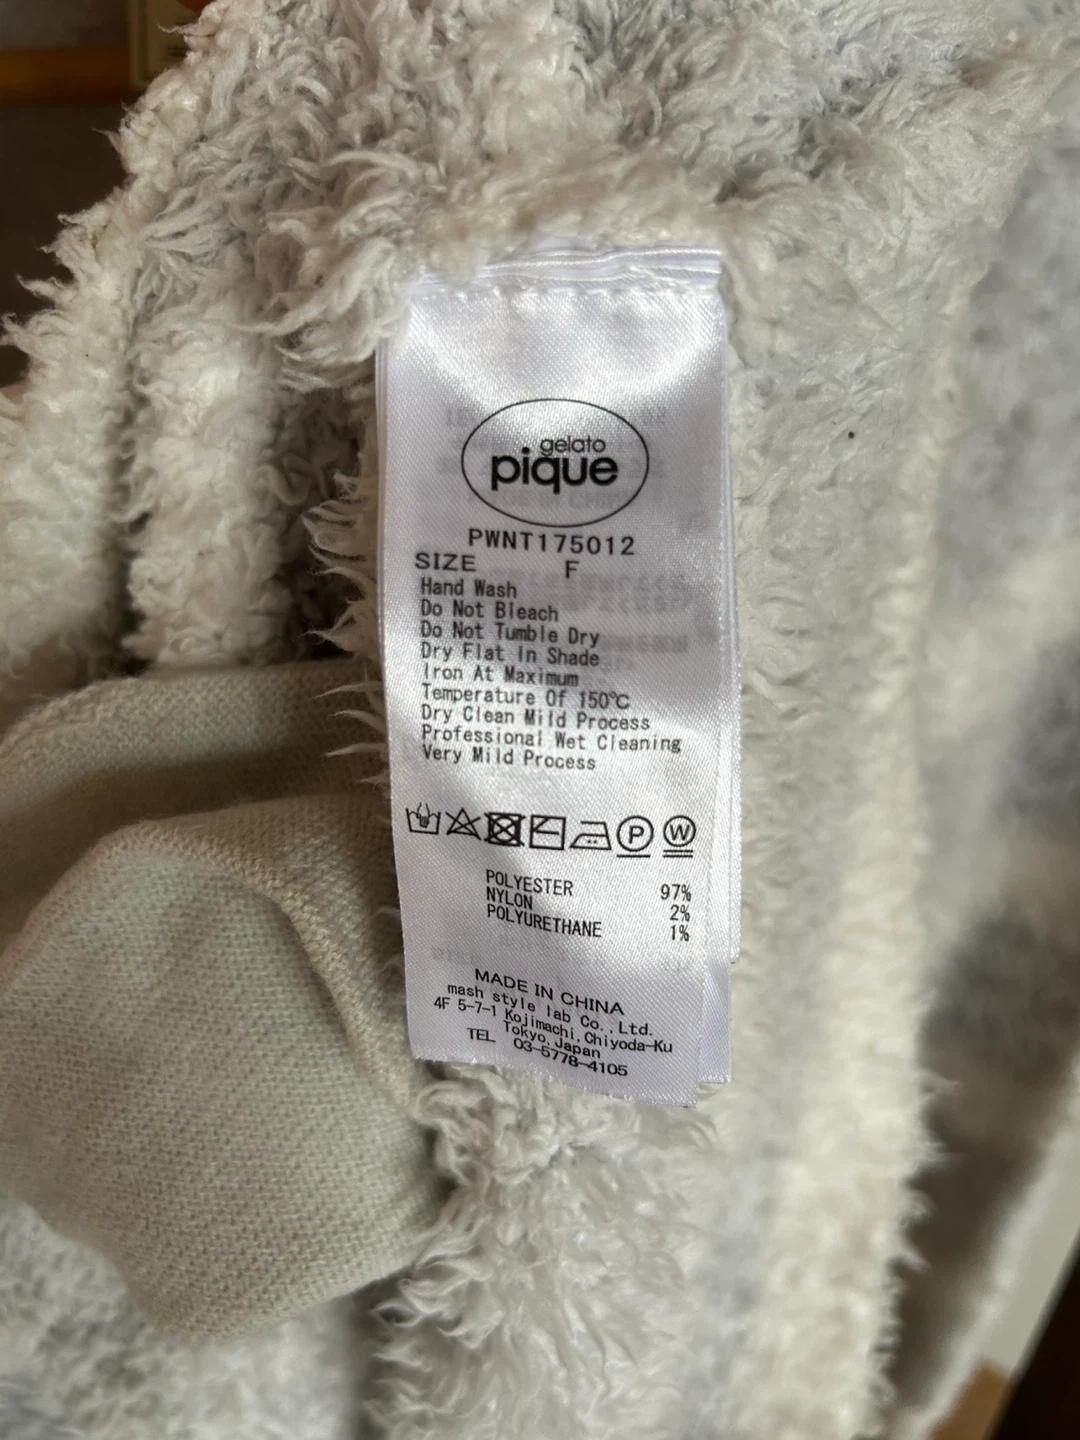 gelato
pique
PWNT175012
SIZE F
Hand Wash
Do Not Bleach
Do Not Tumble Dry
Dry Flat In Shade
Iron At Maximum
Temperature Of 150℃
Dry Clean Mild Process
Professional Wet Cleaning
Very Mild Process
P W
POLYESTER 97%
NYLON 2%
POLYURETHANE 1%
MADE IN CHINA
mash style lab Co.,Ltd.
4F 5-7-1 Kojimachi,Chiyoda-Ku
Tokyo,Japan
TEL 03-5778-4105